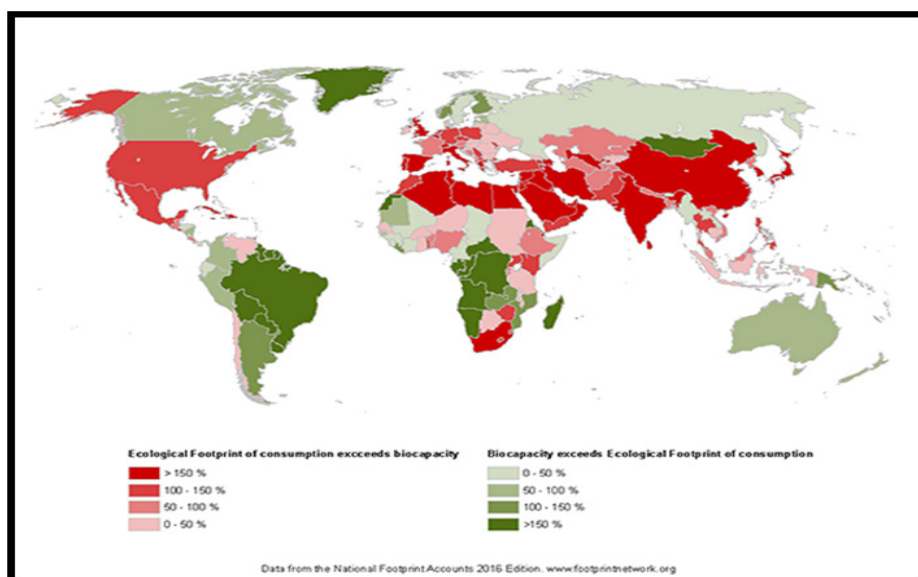 Ecological Footprint of consumption excceeds biocapacity
> 150 %
100 - 150 %
50 - 100 %
0 - 50 %
Biocapacity exceeds Ecological Footprint of consumption
0 - 50 %
50 - 100 %
100 - 150 %
>150 %
Data from the National Footprint Accounts 2016 Edition. www.footprintnetwork.org